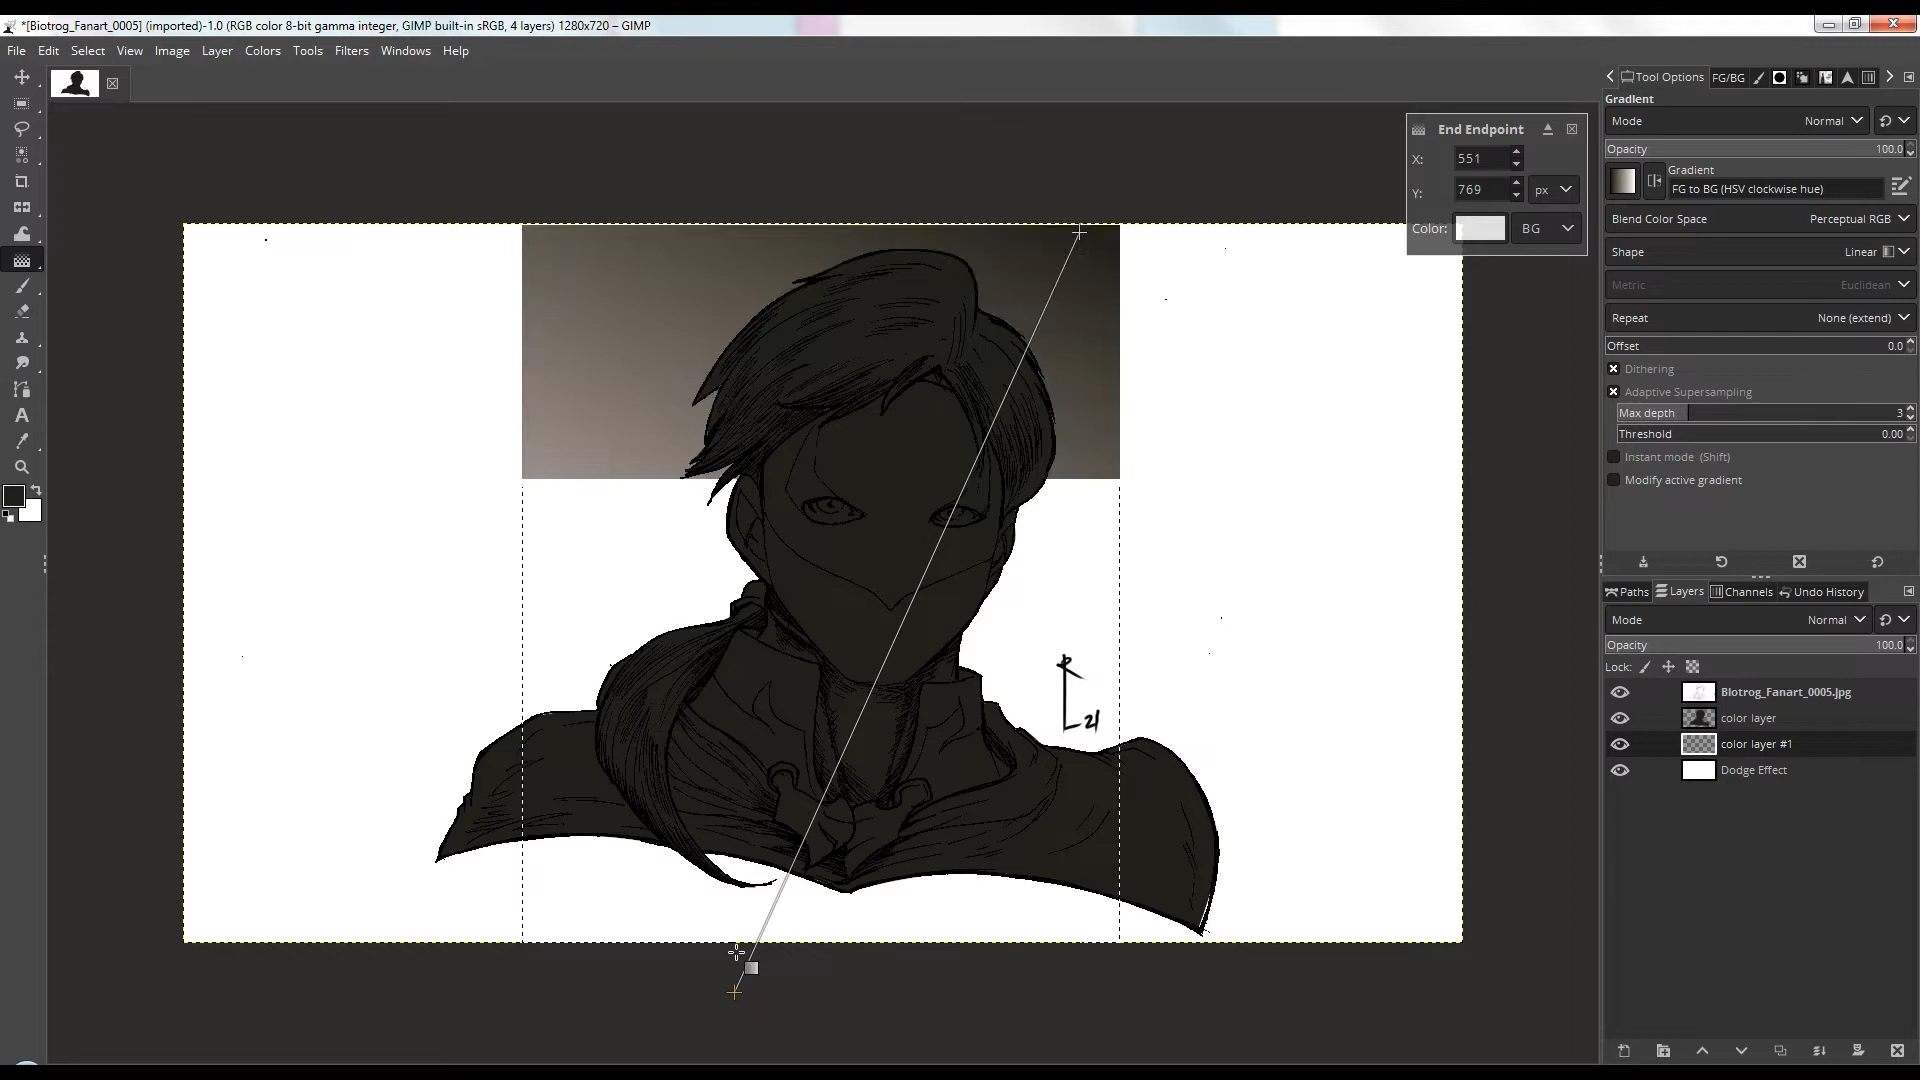 *[Biotrog_Fanart_0005] (imported)-1.0 (RGB color 8-bit gamma integer, GIMP built-in sRGB, 4 layers) 1280x720 – GIMP
File Edit Select View Image Layer Colors Tools Filters Windows Help
Tool Options FG/BG
Gradient
Mode Normal
Opacity 100.0
Gradient
FG to BG (HSV clockwise hue)
Blend Color Space Perceptual RGB
Shape Linear
Metric Euclidean
Repeat None (extend)
Offset 0.0
Dithering
Adaptive Supersampling
Max depth 3
Threshold 0.00
Instant mode  (Shift)
Modify active gradient
End Endpoint
X: 551
Y: 769 px
Color: BG
Paths Layers Channels Undo History
Mode Normal
Opacity 100.0
Lock:
Biotrog_Fanart_0005.jpg
color layer
color layer #1
Dodge Effect
21